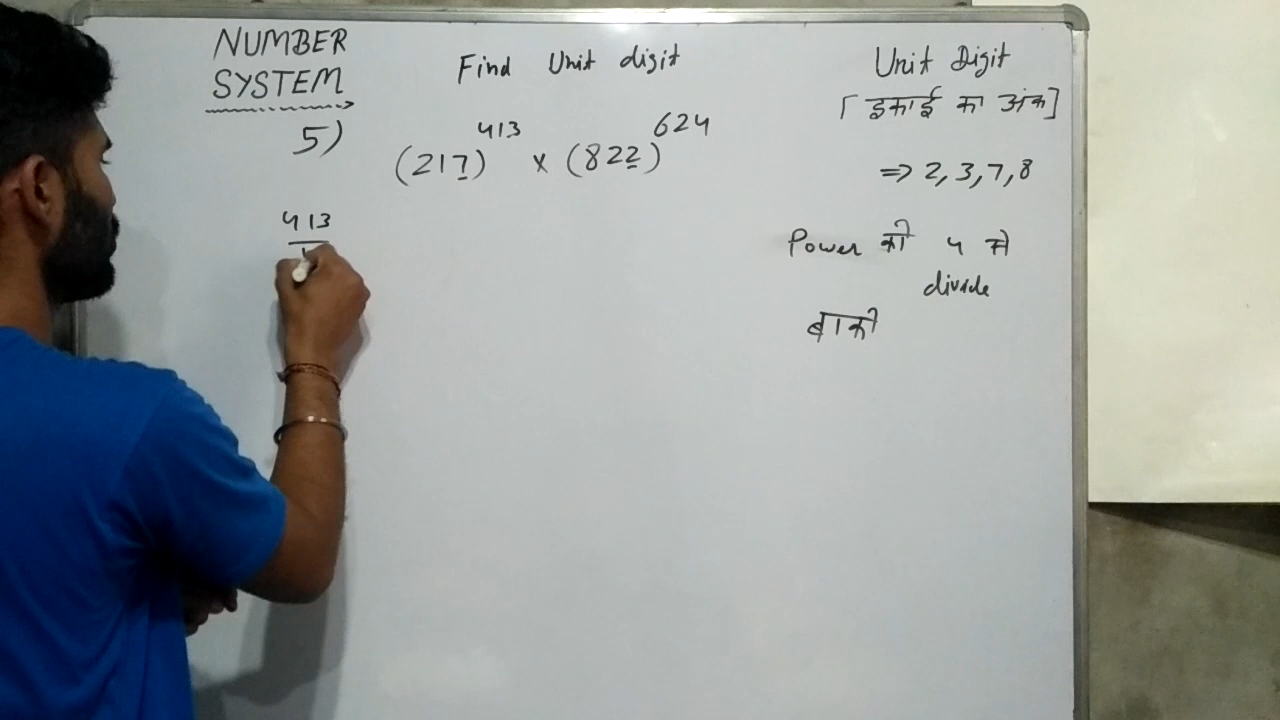 NUMBER
SYSTEM
5)
Find Unit digit
(217)^413 × (822)^624
413
Unit Digit
[इकाई का अंक]
⇒ 2, 3, 7, 8
Power को 4 से
divide
बाकी